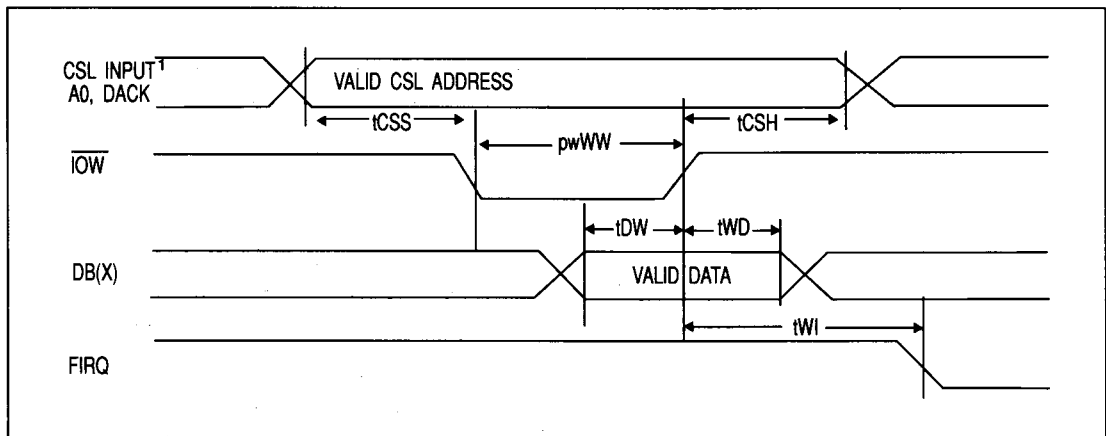 CSL INPUT¹
A0, DACK
VALID CSL ADDRESS
tCSS
tCSH
pwWW
IOW
tDW
tWD
DB(X)
VALID DATA
tWI
FIRQ